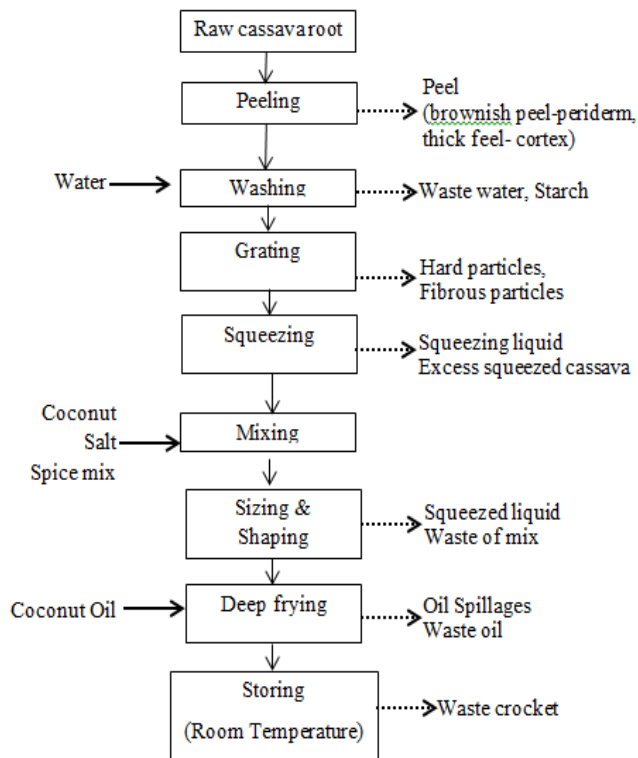 Raw cassava root
Peeling
Peel
(brownish peel-periderm,
thick feel- cortex)
Water
Washing
Waste water, Starch
Grating
Hard particles,
Fibrous particles
Squeezing
Squeezing liquid
Excess squeezed cassava
Coconut
Salt
Spice mix
Mixing
Sizing &
Shaping
Squeezed liquid
Waste of mix
Coconut Oil
Deep frying
Oil Spillages
Waste oil
Storing
(Room Temperature)
Waste crocket